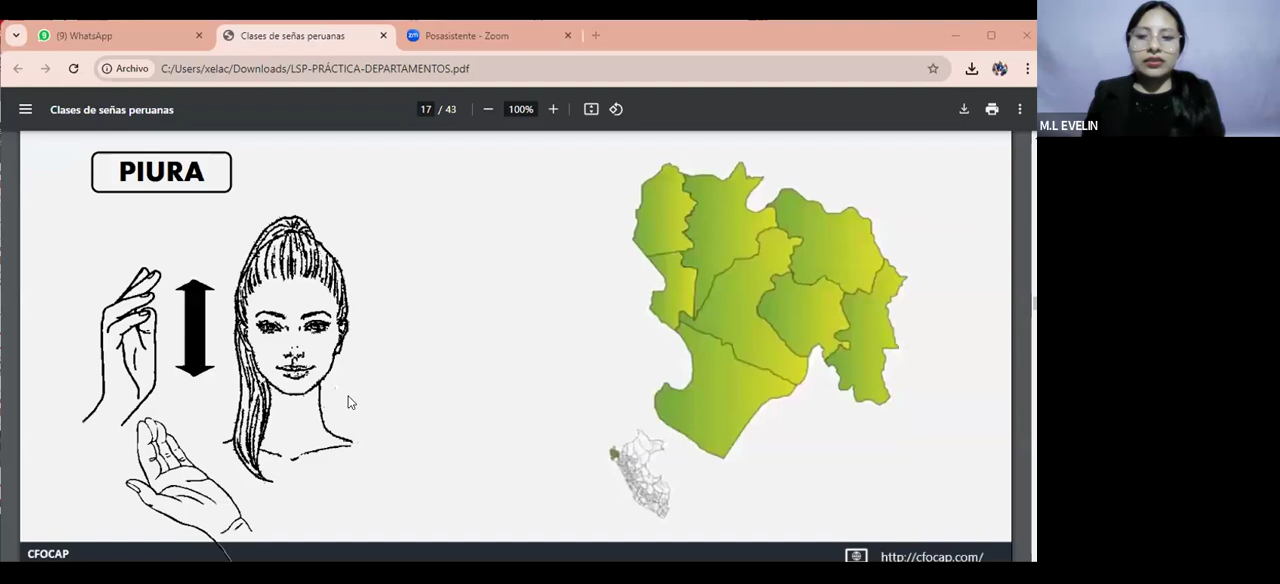 (9) WhatsApp
Clases de señas peruanas
Posasistente - Zoom
Archivo
C:/Users/xelac/Downloads/LSP-PRÁCTICA-DEPARTAMENTOS.pdf
Clases de señas peruanas
17 / 43
100%
M.L EVELIN
PIURA
CFOCAP
http://cfocap.com/